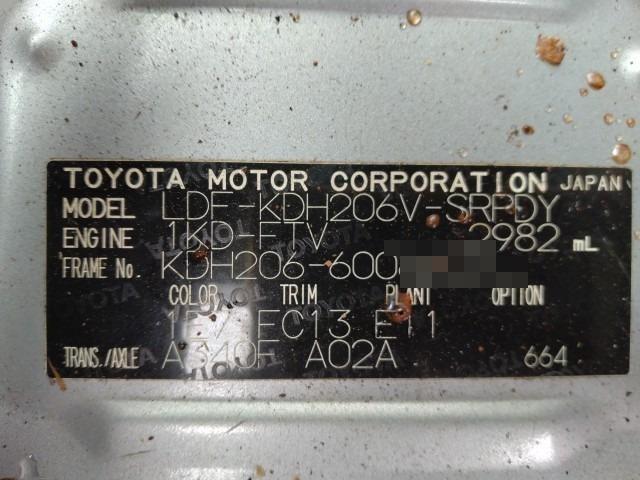 TOYOTA MOTOR CORPORATION JAPAN
MODEL LDF-KDH206V-SRPDY
ENGINE 1KD-FTV 2982 mL
FRAME No. KDH206-600
COLOR TRIM PLANT OPTION
FC13 E11
TRANS./AXLE A340F A02A 664